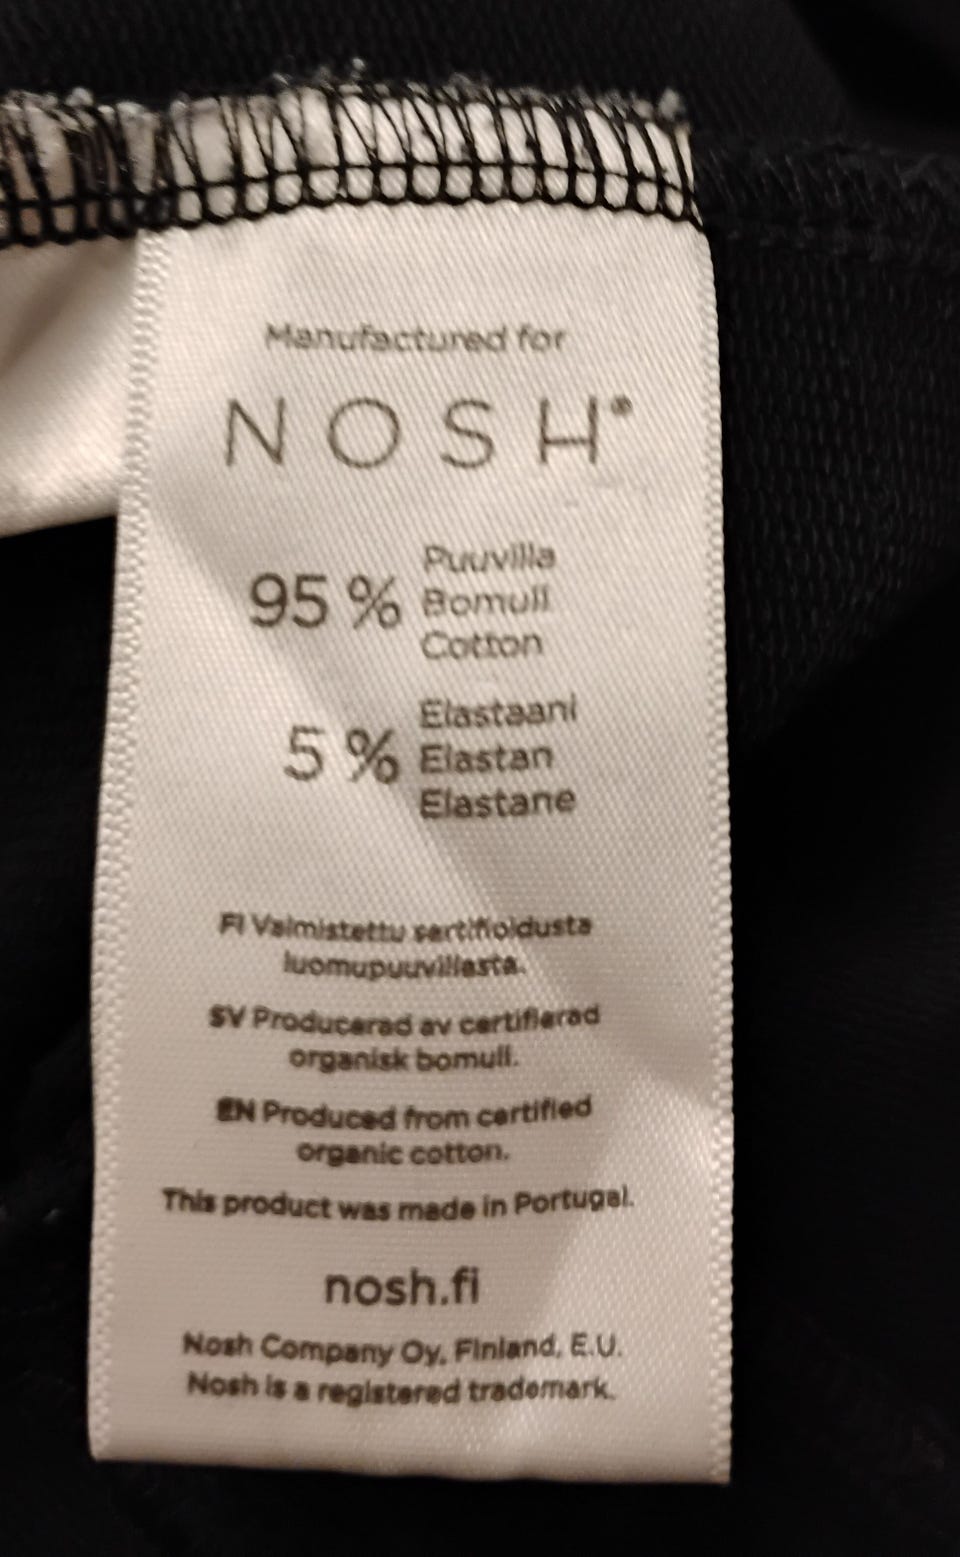 Manufactured for
NOSH®
95 % Puuvilla
Bomull
Cotton
5 % Elastaani
Elastan
Elastane
FI Valmistettu sertifioidusta
luomupuuvillasta.
SV Producerad av certifierad
organisk bomull.
EN Produced from certified
organic cotton.
This product was made in Portugal.
nosh.fi
Nosh Company Oy, Finland, E.U.
Nosh is a registered trademark.